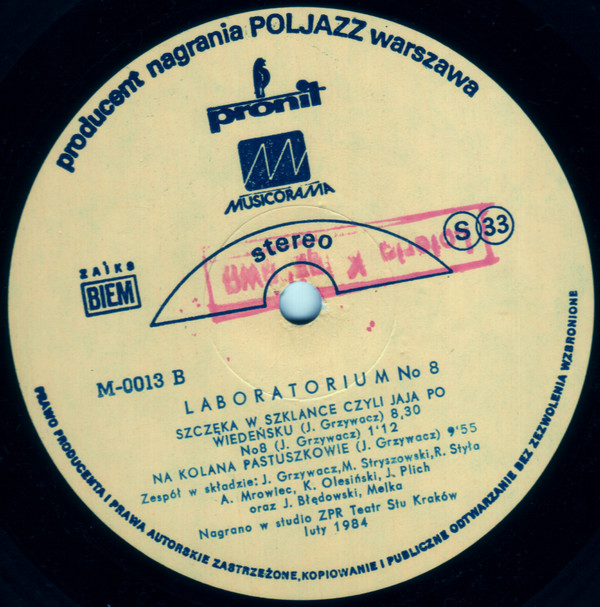 producent nagrania POLJAZZ warszawa
pronit
MUSICORAMA
stereo
S 33
ZAIKS
BIEM
Loteria K
M-0013 B
LABORATORIUM No 8
SZCZĘKA W SZKLANCE CZYLI JAJA PO
WIEDEŃSKU (J. Grzywacz) 8,30
No8 (J. Grzywacz) 1'12
NA KOLANA PASTUSZKOWIE (J. Grzywacz) 9'55
Zespół w składzie: J. Grzywacz, M. Stryszowski, R. Styła
A. Mrowiec, K. Olesiński, J. Plich
oraz J. Błędowski, Melka
Nagrano w studio ZPR Teatr Stu Kraków
luty 1984
PRAWO PRODUCENTA I PRAWA AUTORSKIE ZASTRZEŻONE, KOPIOWANIE I PUBLICZNE ODTWARZANIE BEZ ZEZWOLENIA WZBRONIONE